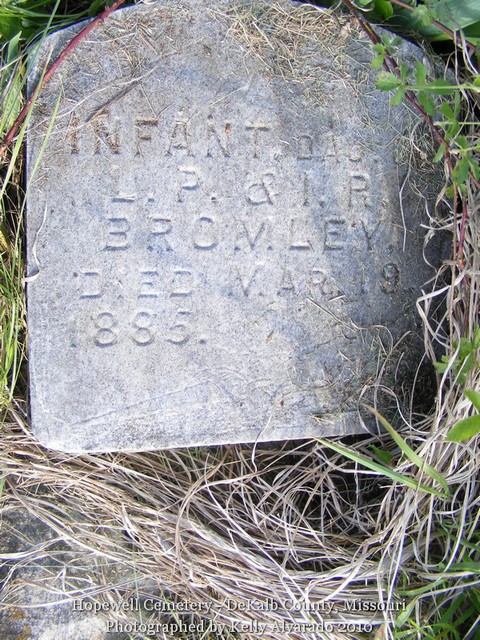 INFANT, DAU.
L. P. & I. R.
BROMLEY.
DIED MAR. 19.
1885.
Hopewell Cemetery - DeKalb County, Missouri
Photographed by Kelly Alvarado 2010